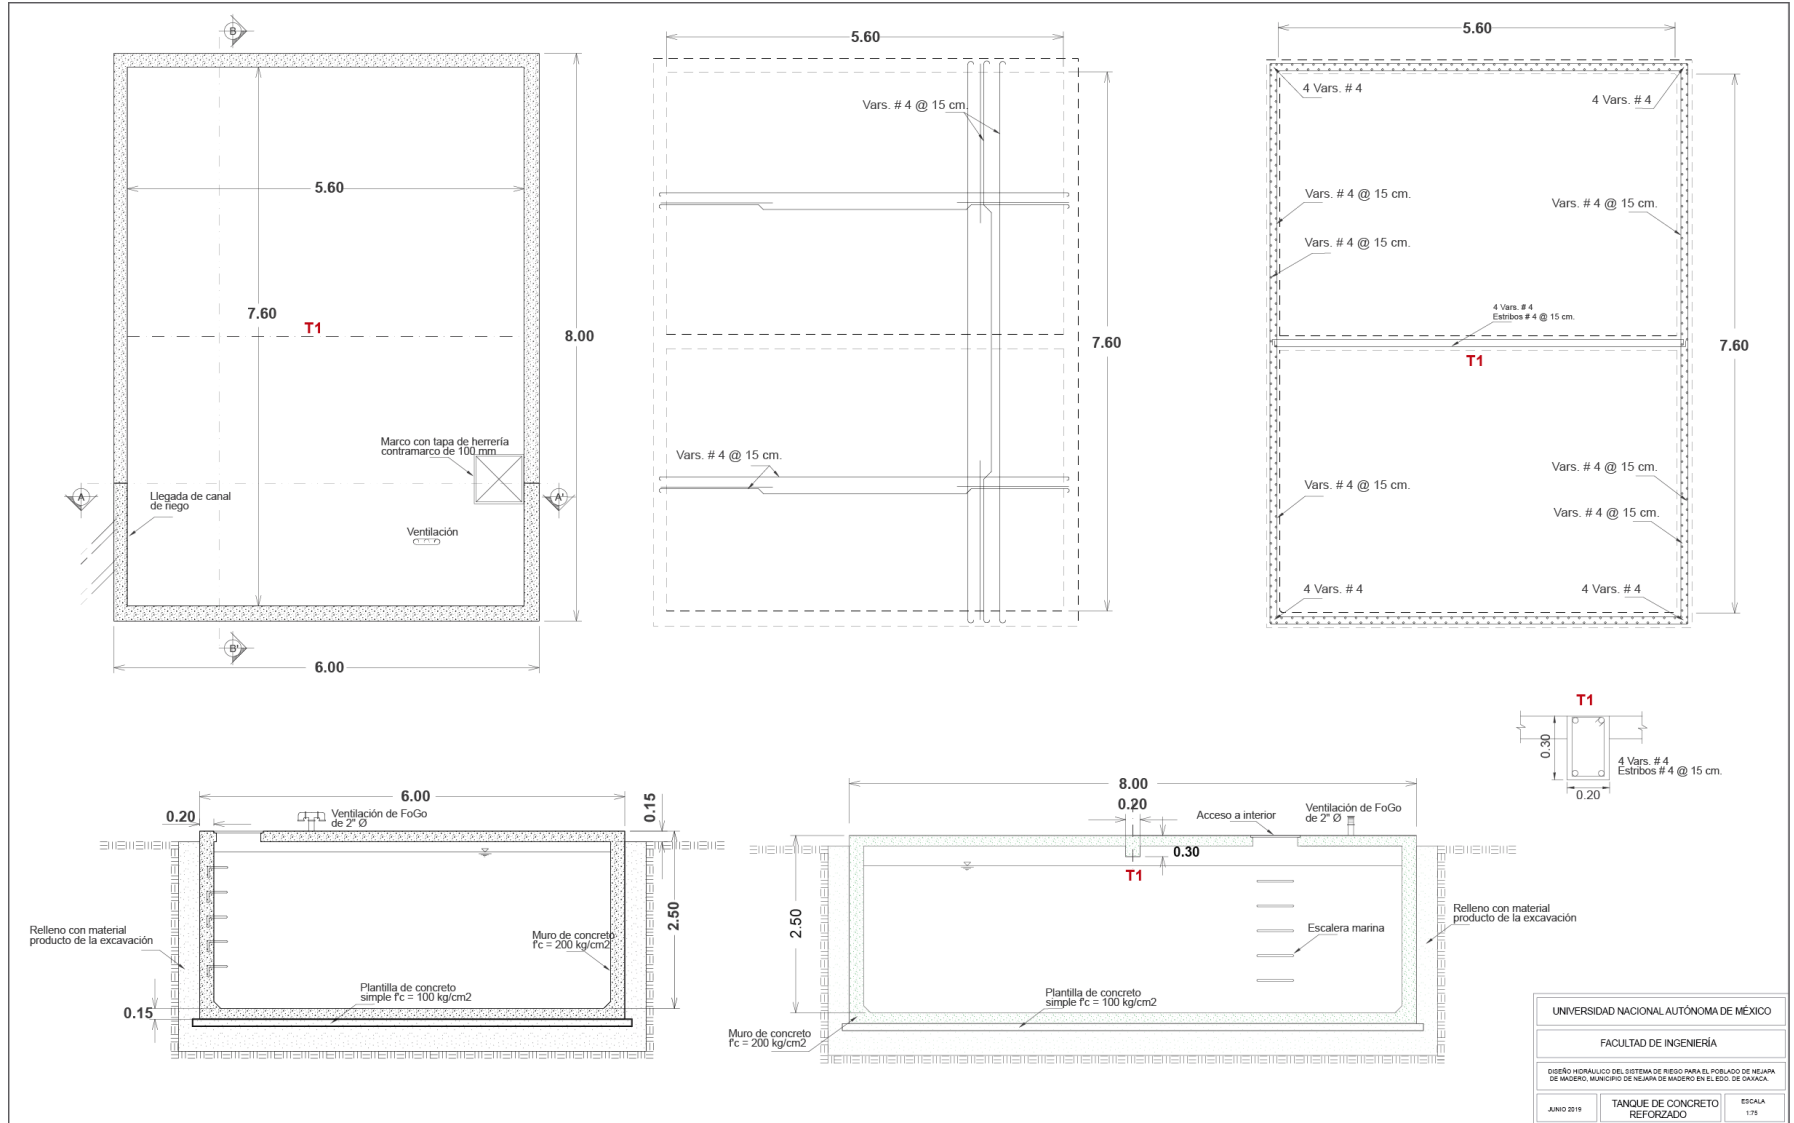 B
5.60
7.60
T1
8.00
Marco con tapa de herrería
contramarco de 100 mm
A
A'
Llegada de canal
de riego
Ventilación
B'
6.00
5.60
Vars. # 4 @ 15 cm.
7.60
Vars. # 4 @ 15 cm.
5.60
4 Vars. # 4
4 Vars. # 4
Vars. # 4 @ 15 cm.
Vars. # 4 @ 15 cm.
Vars. # 4 @ 15 cm.
4 Vars. # 4
Estribos # 4 @ 15 cm.
T1
7.60
Vars. # 4 @ 15 cm.
Vars. # 4 @ 15 cm.
Vars. # 4 @ 15 cm.
4 Vars. # 4
4 Vars. # 4
T1
0.30
4 Vars. # 4
Estribos # 4 @ 15 cm.
0.20
6.00
0.20
Ventilación de FoGo
de 2" Ø
0.15
2.50
Relleno con material
producto de la excavación
Muro de concreto
f'c = 200 kg/cm2
Plantilla de concreto
simple f'c = 100 kg/cm2
0.15
8.00
0.20
Acceso a interior
Ventilación de FoGo
de 2" Ø
0.30
T1
2.50
Relleno con material
producto de la excavación
Escalera marina
Plantilla de concreto
simple f'c = 100 kg/cm2
Muro de concreto
f'c = 200 kg/cm2
UNIVERSIDAD NACIONAL AUTÓNOMA DE MÉXICO
FACULTAD DE INGENIERÍA
DISEÑO HIDRÁULICO DEL SISTEMA DE RIEGO PARA EL POBLADO DE NEJAPA
DE MADERO, MUNICIPIO DE NEJAPA DE MADERO EN EL EDO. DE OAXACA.
JUNIO 2019
TANQUE DE CONCRETO
REFORZADO
ESCALA
1:75